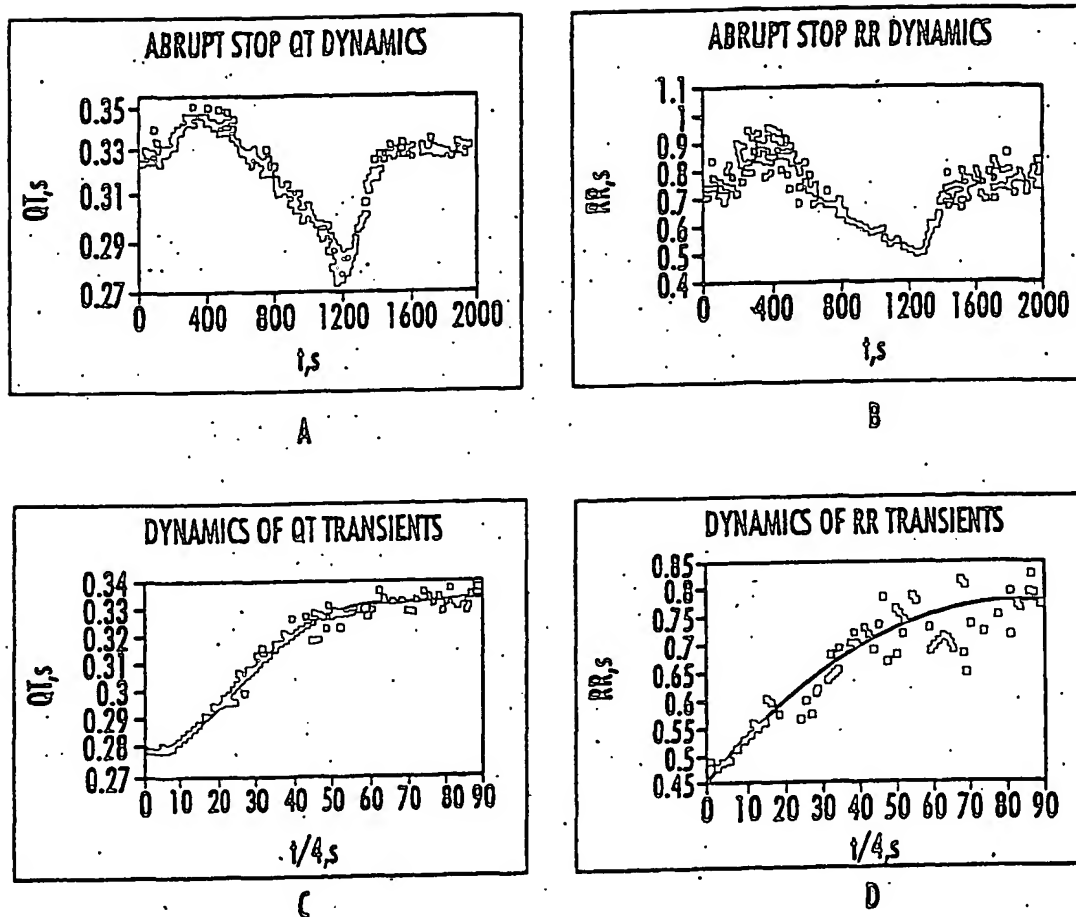 ABRUPT STOP QT DYNAMICS
QT,s
0.35
0.33
0.31
0.29
0.27
0 400 800 1200 1600 2000
t,s
A
ABRUPT STOP RR DYNAMICS
RR,s
1.1
1
0.9
0.8
0.7
0.6
0.5
0.4
0 400 800 1200 1600 2000
t,s
B
DYNAMICS OF QT TRANSIENTS
QT,s
0.34
0.33
0.32
0.31
0.3
0.29
0.28
0.27
0 10 20 30 40 50 60 70 80 90
t/4,s
C
DYNAMICS OF RR TRANSIENTS
RR,s
0.85
0.8
0.75
0.7
0.65
0.6
0.55
0.5
0.45
0 10 20 30 40 50 60 70 80 90
t/4,s
D